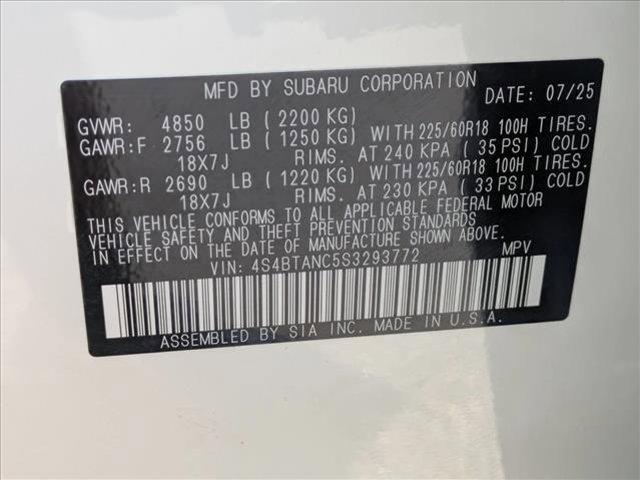 MFD BY SUBARU CORPORATION DATE: 07/25
GVWR: 4850 LB ( 2200 KG)
GAWR:F 2756 LB ( 1250 KG) WITH 225/60R18 100H TIRES.
18X7J RIMS. AT 240 KPA ( 35 PSI) COLD
GAWR:R 2690 LB ( 1220 KG) WITH 225/60R18 100H TIRES.
18X7J RIMS. AT 230 KPA ( 33 PSI) COLD
THIS VEHICLE CONFORMS TO ALL APPLICABLE FEDERAL MOTOR
VEHICLE SAFETY AND THEFT PREVENTION STANDARDS
IN EFFECT ON THE DATE OF MANUFACTURE SHOWN ABOVE.
VIN: 4S4BTANC5S3293772 MPV
ASSEMBLED BY SIA INC. MADE IN U.S.A.